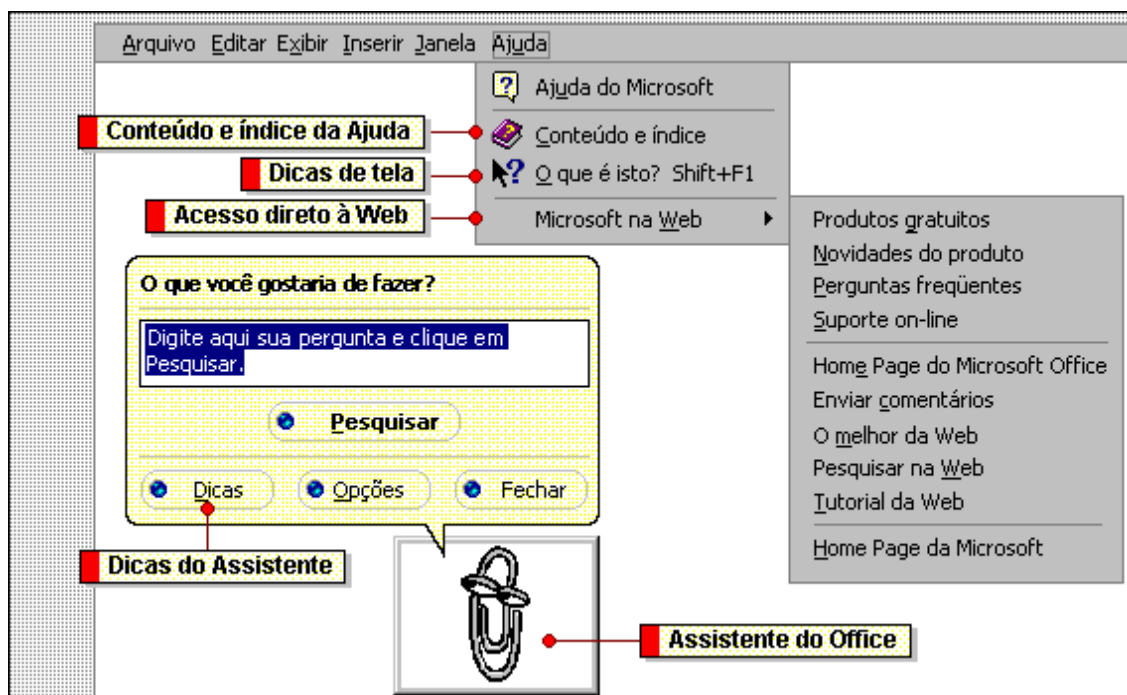 Arquivo Editar Exibir Inserir Janela Ajuda
Ajuda do Microsoft
Conteúdo e índice da Ajuda
Conteúdo e índice
Dicas de tela
O que é isto? Shift+F1
Acesso direto à Web
Microsoft na Web
Produtos gratuitos
Novidades do produto
Perguntas freqüentes
Suporte on-line
Home Page do Microsoft Office
Enviar comentários
O melhor da Web
Pesquisar na Web
Tutorial da Web
Home Page da Microsoft
O que você gostaria de fazer?
Digite aqui sua pergunta e clique em
Pesquisar.
Pesquisar
Dicas Opções Fechar
Dicas do Assistente
Assistente do Office